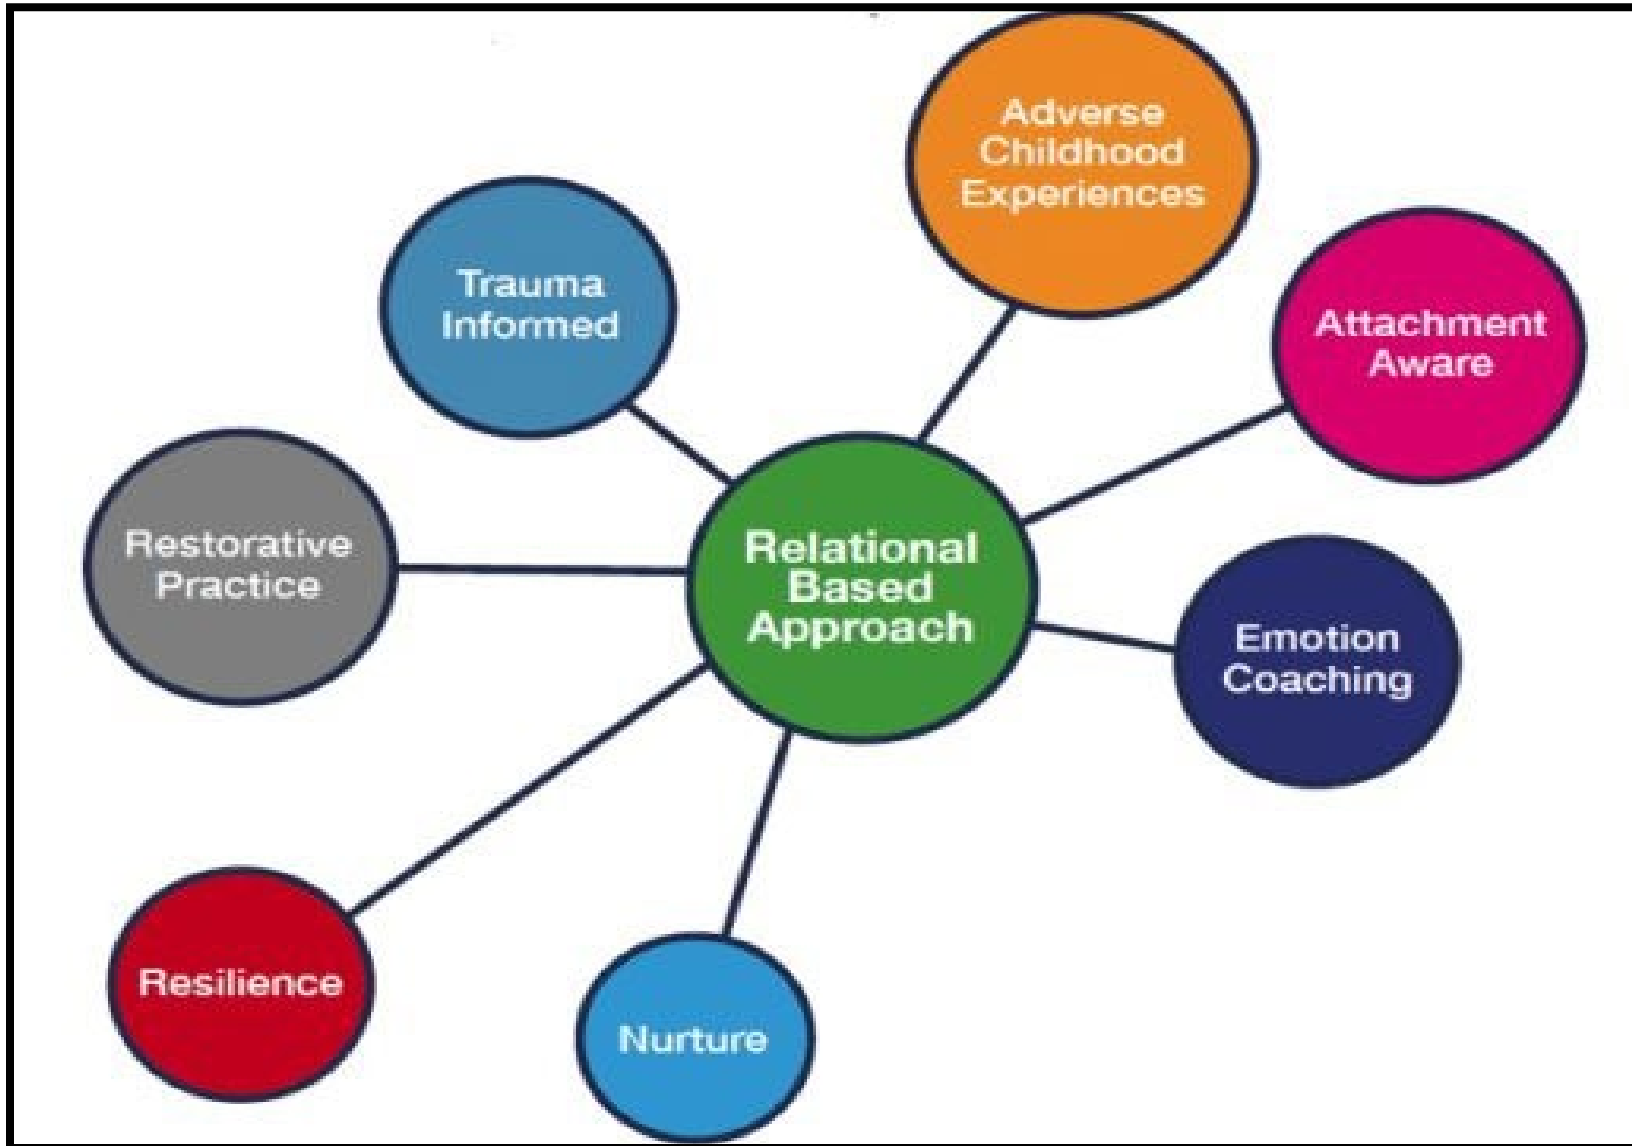 Adverse
Childhood
Experiences
Trauma
Informed
Attachment
Aware
Restorative
Practice
Relational
Based
Approach
Emotion
Coaching
Resilience
Nurture